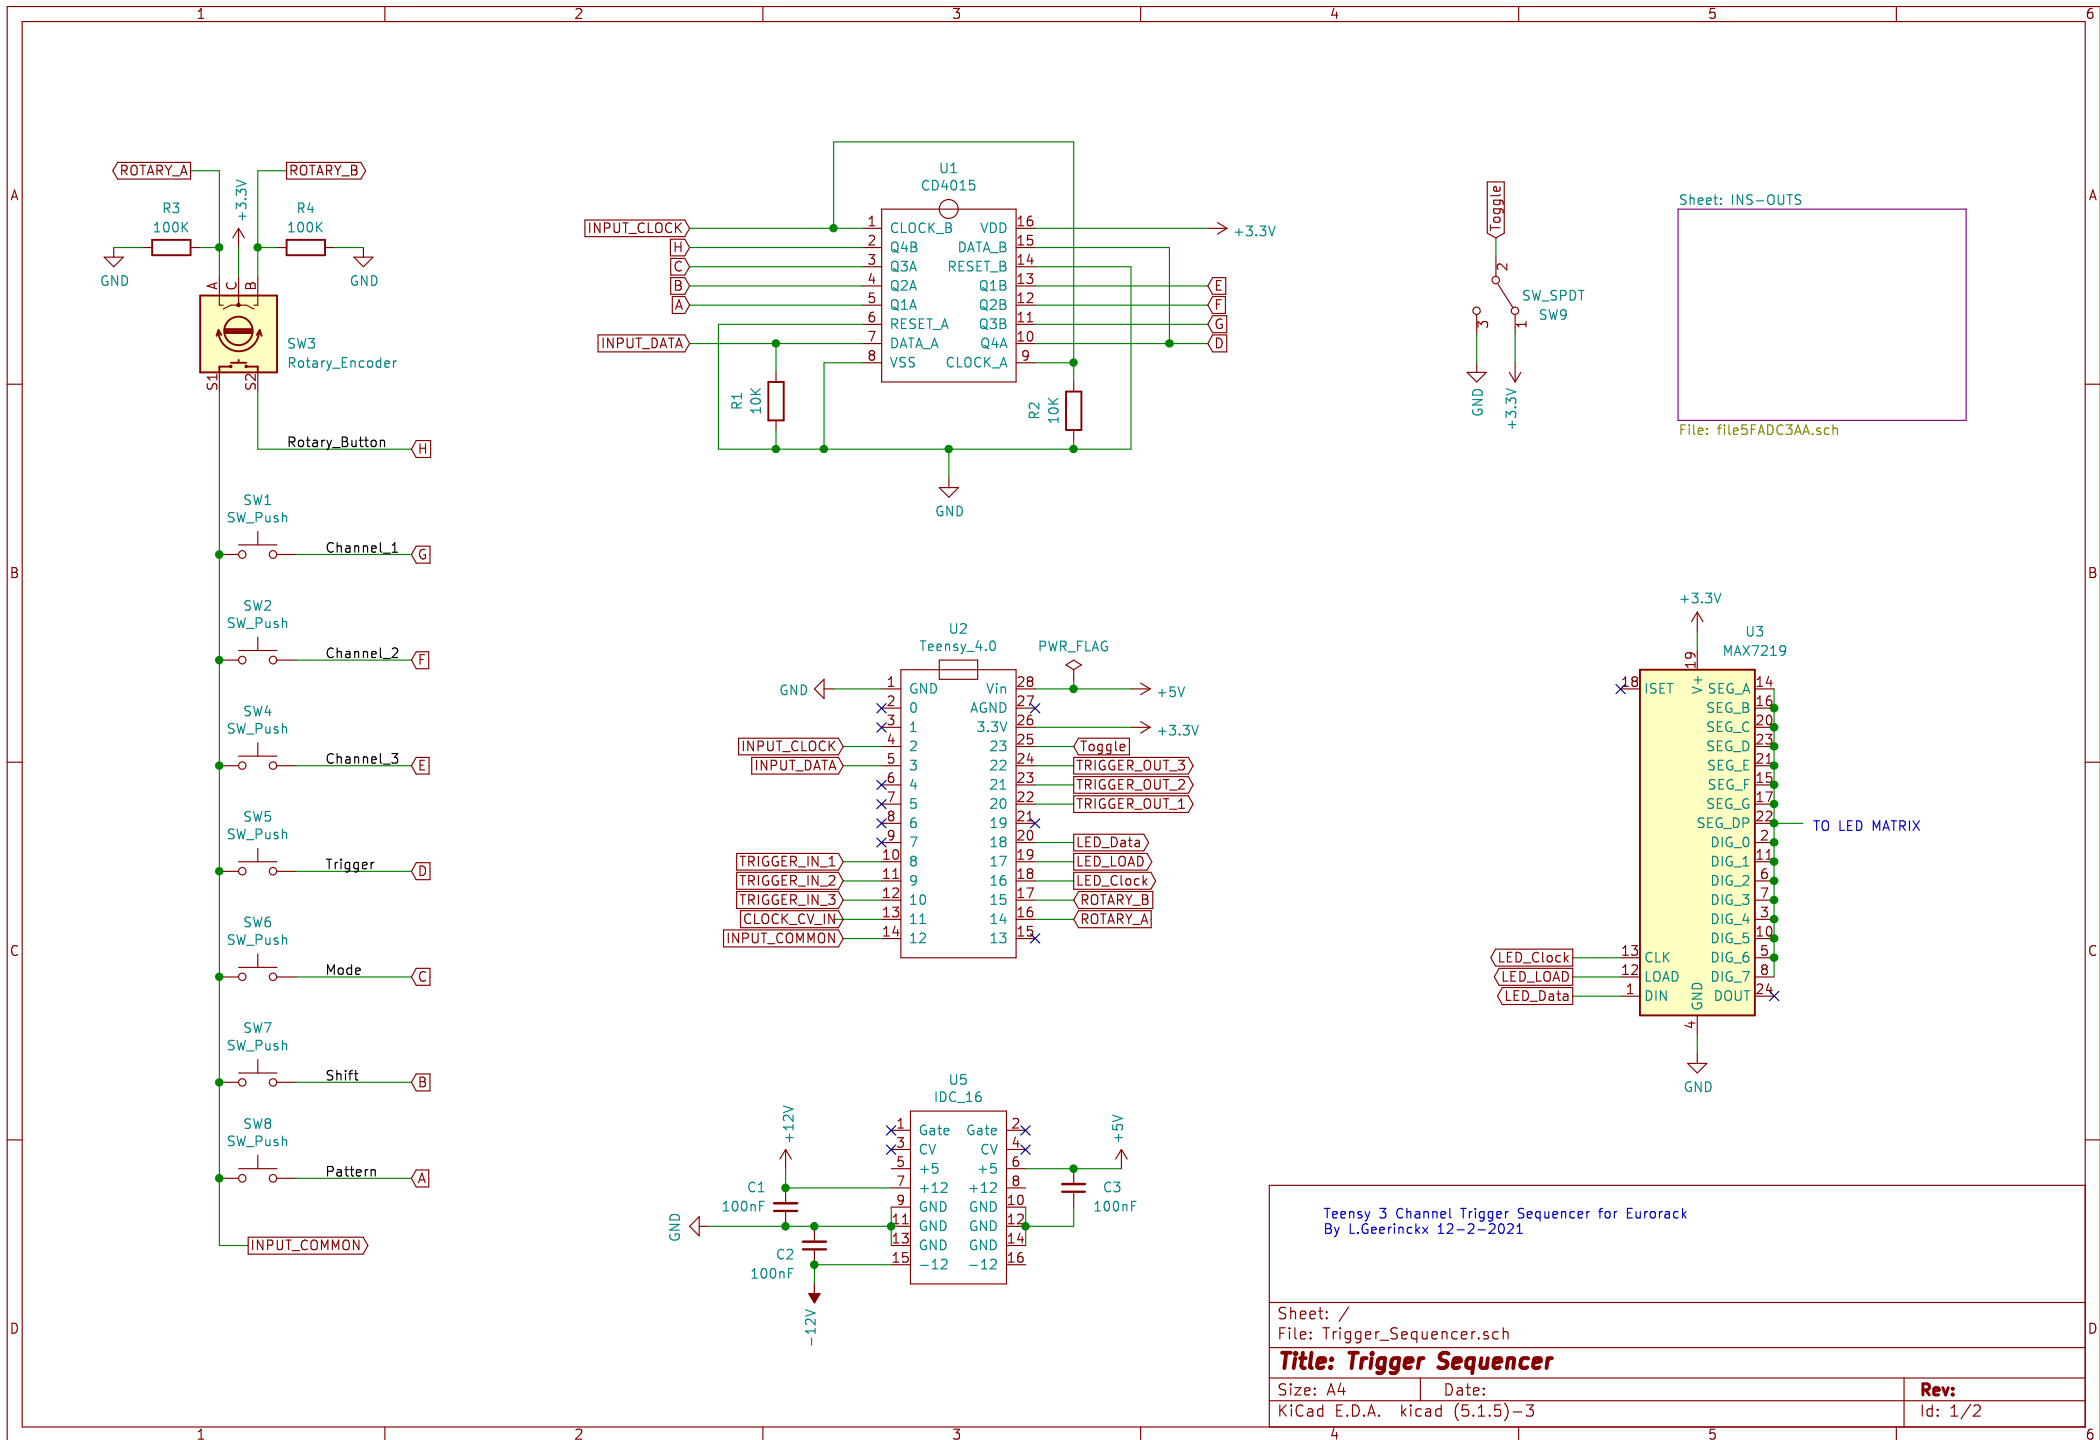 1 2 3 4 5 6
A
B
C
D
A
B
C
D
1 2 3 4 5 6
ROTARY_A
ROTARY_B
+3.3V
R3
100K
R4
100K
GND
GND
A C B
SW3
Rotary_Encoder
S1 S2
Rotary_Button
H
SW1
SW_Push
Channel_1
G
SW2
SW_Push
Channel_2
F
SW4
SW_Push
Channel_3
E
SW5
SW_Push
Trigger
D
SW6
SW_Push
Mode
C
SW7
SW_Push
Shift
B
SW8
SW_Push
Pattern
A
INPUT_COMMON
U1
CD4015
INPUT_CLOCK 1 CLOCK_B VDD 16 +3.3V
H 2 Q4B DATA_B 15
C 3 Q3A RESET_B 14
B 4 Q2A Q1B 13 E
A 5 Q1A Q2B 12 F
6 RESET_A Q3B 11 G
INPUT_DATA 7 DATA_A Q4A 10 D
8 VSS CLOCK_A 9
R1
10K
R2
10K
GND
U2
Teensy_4.0
PWR_FLAG
GND 1 GND Vin 28 +5V
2 0 AGND 27
3 1 3.3V 26 +3.3V
INPUT_CLOCK 4 2 23 25 Toggle
INPUT_DATA 5 3 22 24 TRIGGER_OUT_3
6 4 21 23 TRIGGER_OUT_2
7 5 20 22 TRIGGER_OUT_1
8 6 19 21
9 7 18 20 LED_Data
TRIGGER_IN_1 10 8 17 19 LED_LOAD
TRIGGER_IN_2 11 9 16 18 LED_Clock
TRIGGER_IN_3 12 10 15 17 ROTARY_B
CLOCK_CV_IN 13 11 14 16 ROTARY_A
INPUT_COMMON 14 12 13 15
U5
IDC_16
1 Gate Gate 2
3 CV CV 4
5 +5 +5 6
7 +12 +12 8
9 GND GND 10
11 GND GND 12
13 GND GND 14
15 -12 -12 16
+12V
C1
100nF
GND
C2
100nF
-12V
+5V
C3
100nF
Toggle
2
SW_SPDT
SW9
3
1
GND
+3.3V
Sheet: INS-OUTS
File: file5FADC3AA.sch
+3.3V
U3
MAX7219
19
V+
18 ISET SEG_A 14
SEG_B 16
SEG_C 20
SEG_D 23
SEG_E 21
SEG_F 15
SEG_G 17
SEG_DP 22 TO LED MATRIX
DIG_0 2
DIG_1 11
DIG_2 6
DIG_3 7
DIG_4 3
DIG_5 10
LED_Clock 13 CLK DIG_6 5
LED_LOAD 12 LOAD DIG_7 8
LED_Data 1 DIN DOUT 24
GND
4
GND
Teensy 3 Channel Trigger Sequencer for Eurorack
By L.Geerinckx 12-2-2021
Sheet: /
File: Trigger_Sequencer.sch
Title: Trigger Sequencer
Size: A4 Date: Rev:
KiCad E.D.A. kicad (5.1.5)-3 Id: 1/2